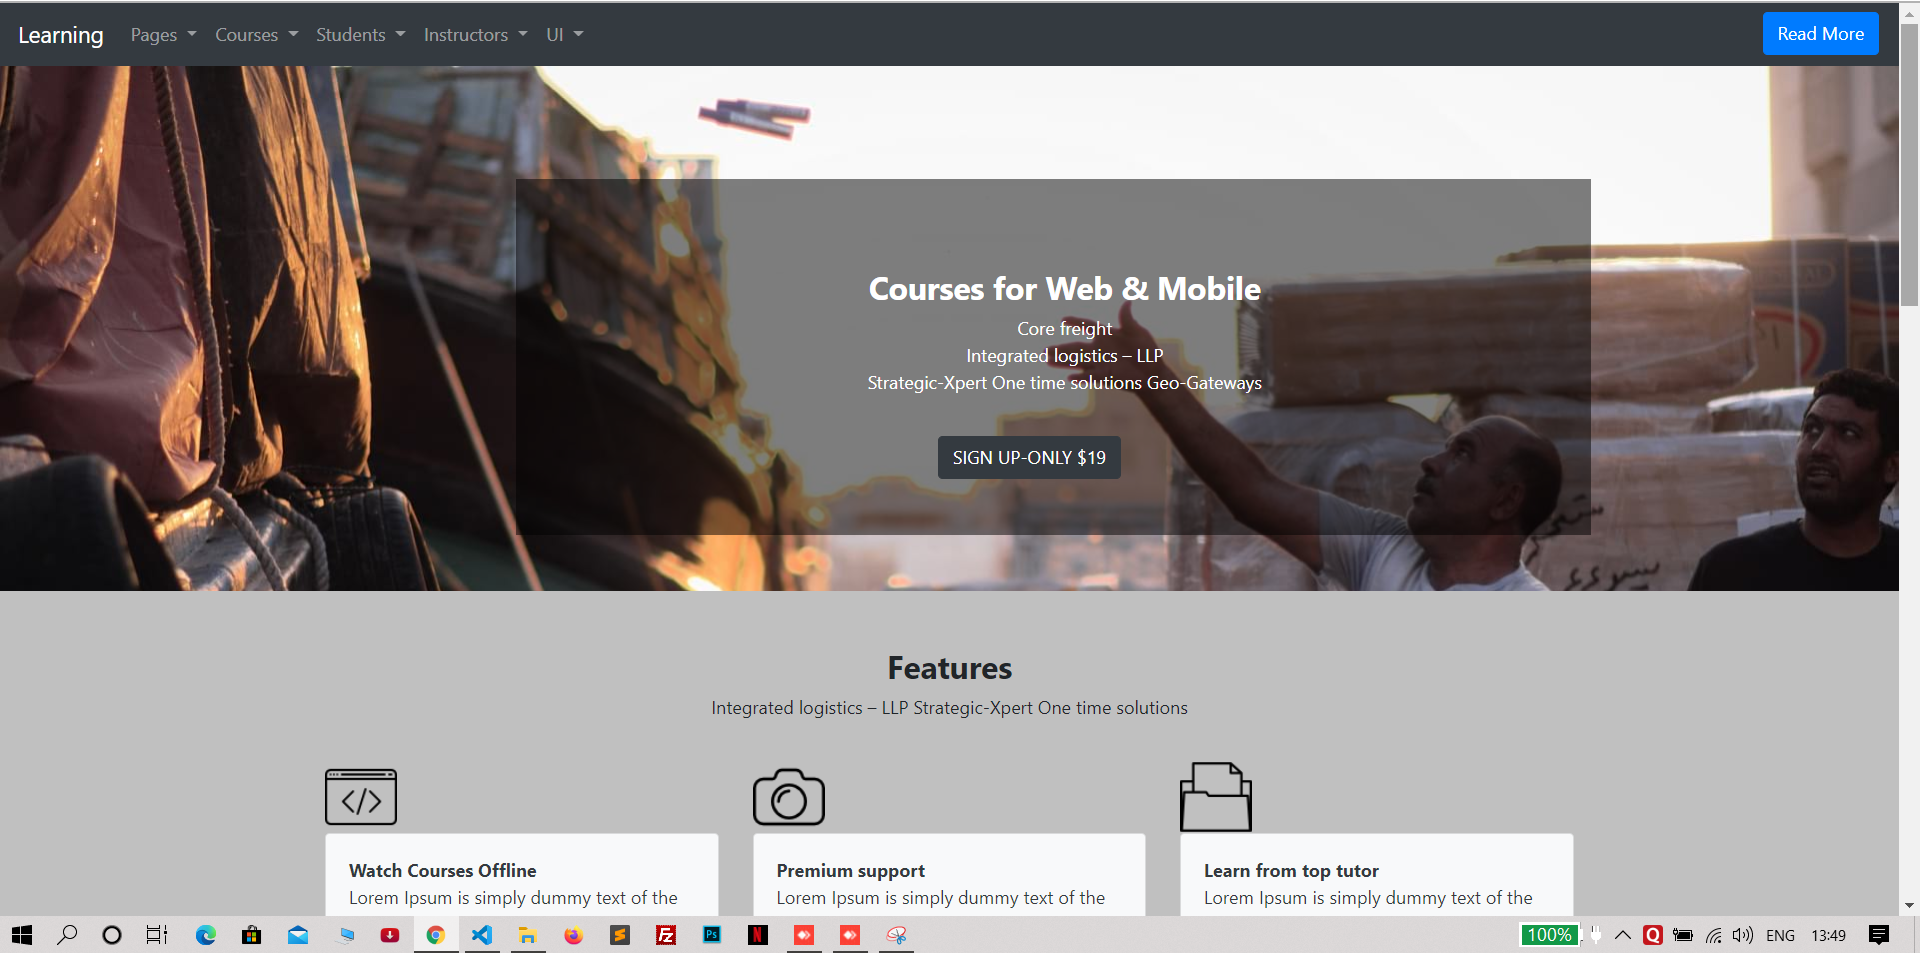 Learning Pages Courses Students Instructors UI Read More
Courses for Web & Mobile
Core freight
Integrated logistics – LLP
Strategic-Xpert One time solutions Geo-Gateways
SIGN UP-ONLY $19
Features
Integrated logistics – LLP Strategic-Xpert One time solutions
</>
Watch Courses Offline
Lorem Ipsum is simply dummy text of the
Premium support
Lorem Ipsum is simply dummy text of the
Learn from top tutor
Lorem Ipsum is simply dummy text of the
100% ENG 13:49